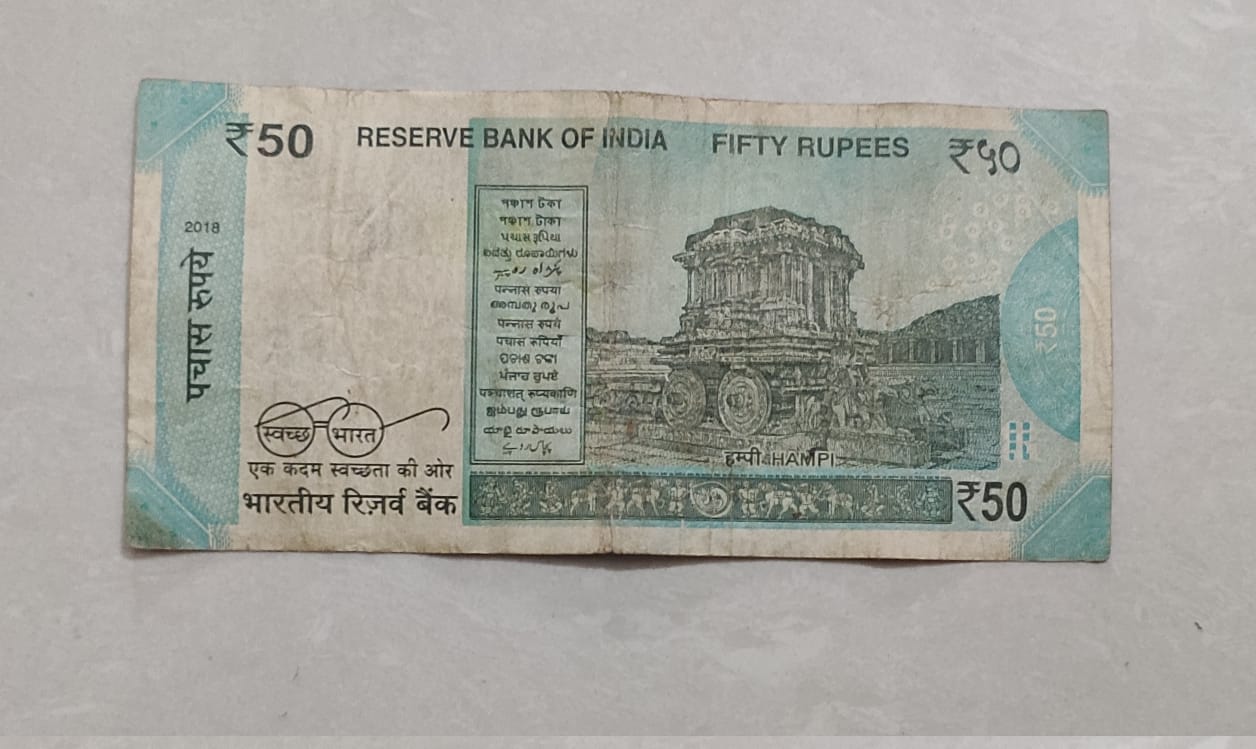 ₹50 RESERVE BANK OF INDIA FIFTY RUPEES ₹५०
2018
पचास रुपये
পঞ্চাশ টকা
পঞ্চাশ টাকা
પચાસ રૂપિયા
ಐವತ್ತು ರೂಪಾಯಿಗಳು
पन्नास रुपया
അമ്പതു രൂപ
पन्नास रुपये
पचास रूपियाँ
ପଚାଶ ଟଙ୍କା
ਪੰਜਾਹ ਰੁਪਏ
पञ्चाशत् रूप्यकाणि
ஐம்பது ரூபாய்
యాభై రూపాయలు
₹50
स्वच्छ भारत
हम्पी HAMPI
एक कदम स्वच्छता की ओर
भारतीय रिज़र्व बैंक
₹50